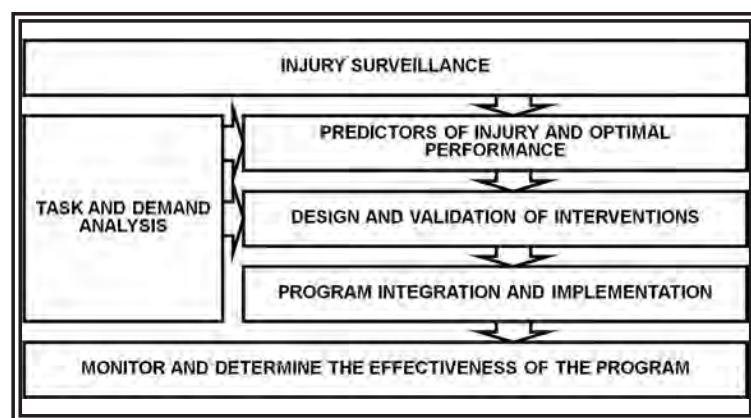 INJURY SURVEILLANCE
PREDICTORS OF INJURY AND OPTIMAL
PERFORMANCE
TASK AND DEMAND
ANALYSIS
DESIGN AND VALIDATION OF INTERVENTIONS
PROGRAM INTEGRATION AND IMPLEMENTATION
MONITOR AND DETERMINE THE EFFECTIVENESS OF THE PROGRAM